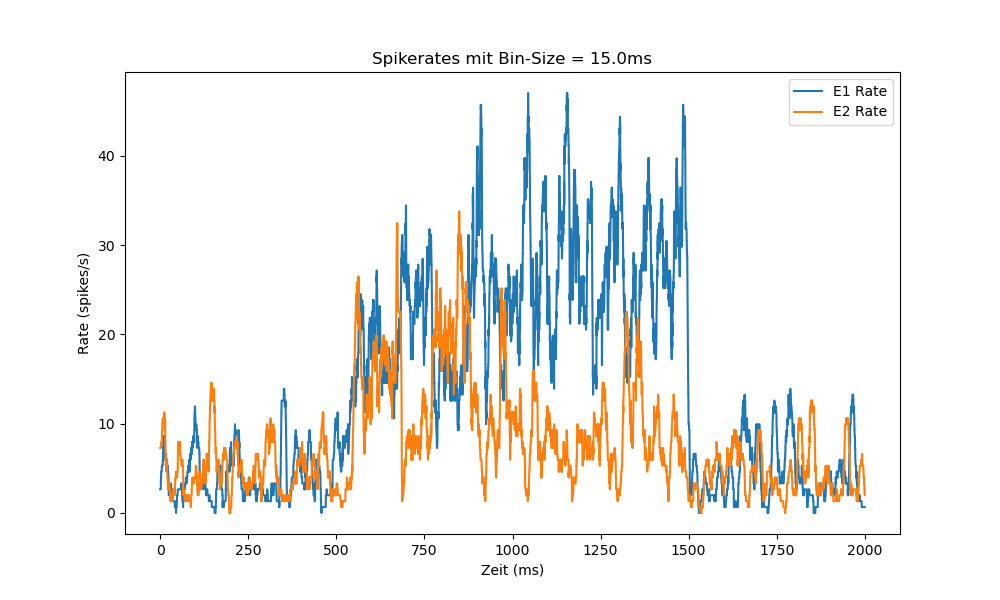 Spikerates mit Bin-Size = 15.0ms
E1 Rate
E2 Rate
40
30
20
10
0
Rate (spikes/s)
0 250 500 750 1000 1250 1500 1750 2000
Zeit (ms)